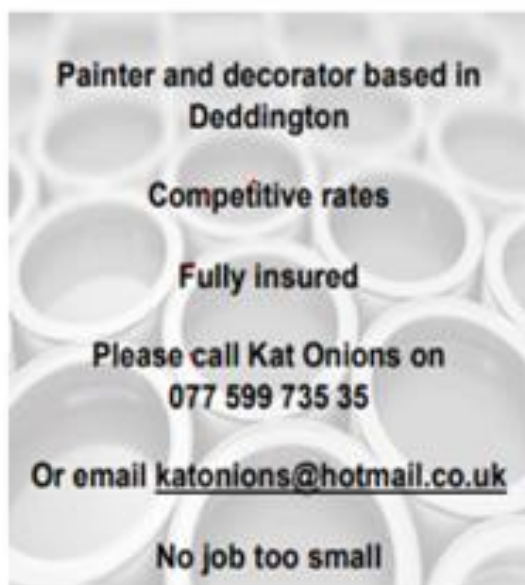 Painter and decorator based in
Deddington
Competitive rates
Fully insured
Please call Kat Onions on
077 599 735 35
Or email katonions@hotmail.co.uk
No job too small